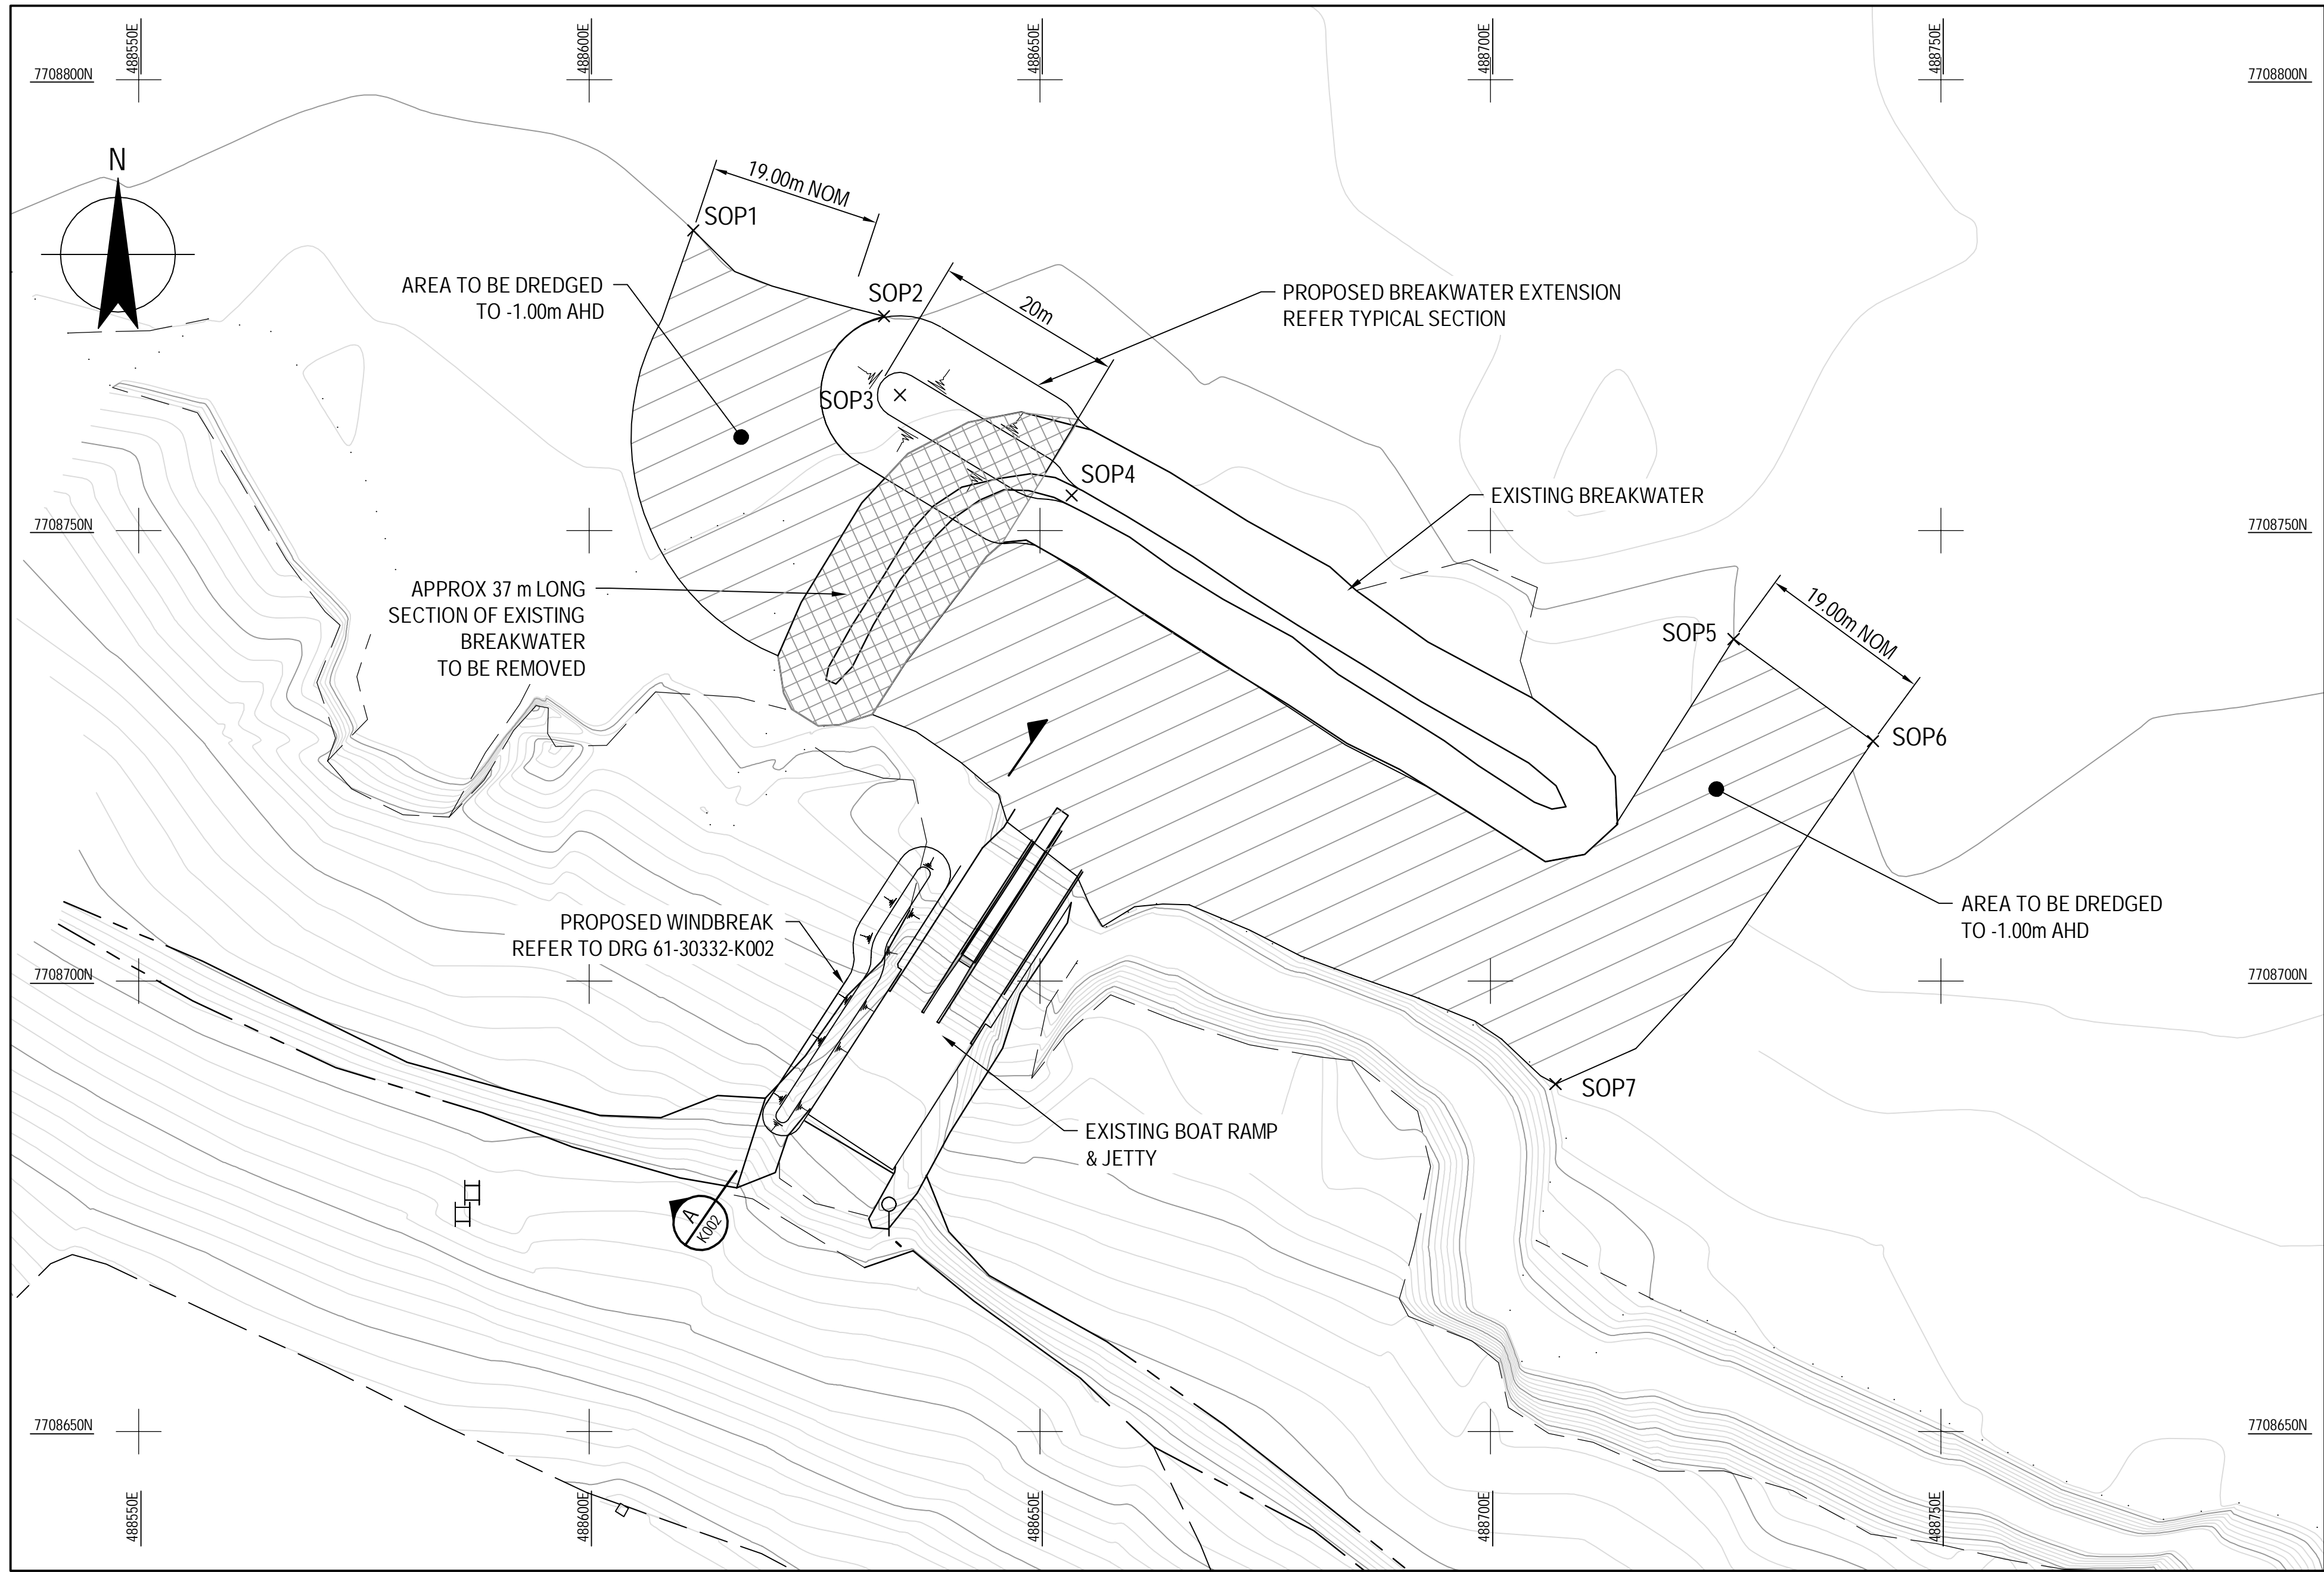 488550E
488600E
488650E
488700E
488750E
7708800N
7708800N
N
19.00m NOM
SOP1
AREA TO BE DREDGED
TO -1.00m AHD
SOP2
20m
PROPOSED BREAKWATER EXTENSION
REFER TYPICAL SECTION
SOP3
SOP4
EXISTING BREAKWATER
7708750N
7708750N
APPROX 37 m LONG
SECTION OF EXISTING
BREAKWATER
TO BE REMOVED
SOP5
19.00m NOM
SOP6
PROPOSED WINDBREAK
REFER TO DRG 61-30332-K002
AREA TO BE DREDGED
TO -1.00m AHD
7708700N
7708700N
SOP7
EXISTING BOAT RAMP
& JETTY
A
K002
7708650N
7708650N
488550E
488600E
488650E
488700E
488750E